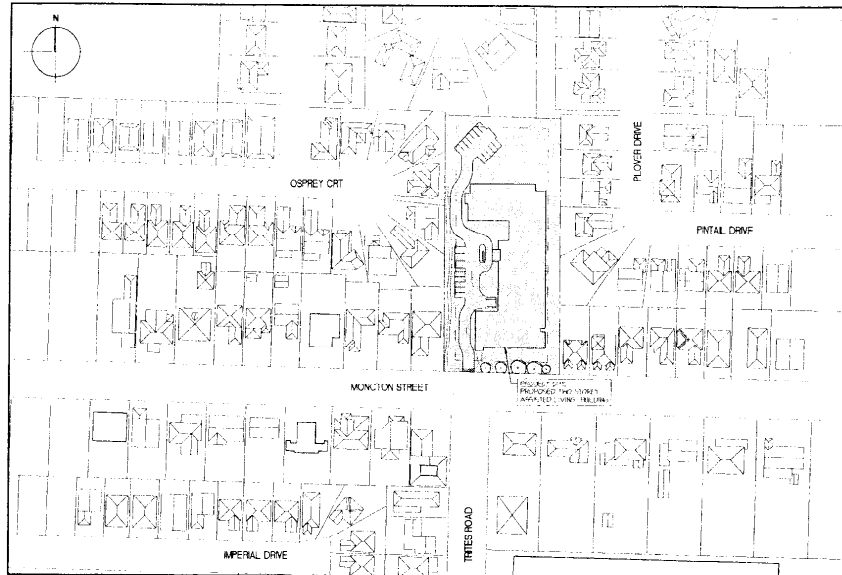 N
OSPREY CRT
PLOVER DRIVE
PINTAIL DRIVE
MONCTON STREET
PROPOSED TWO STOREY
ASSISTED LIVING BUILDING
IMPERIAL DRIVE
TRITES ROAD